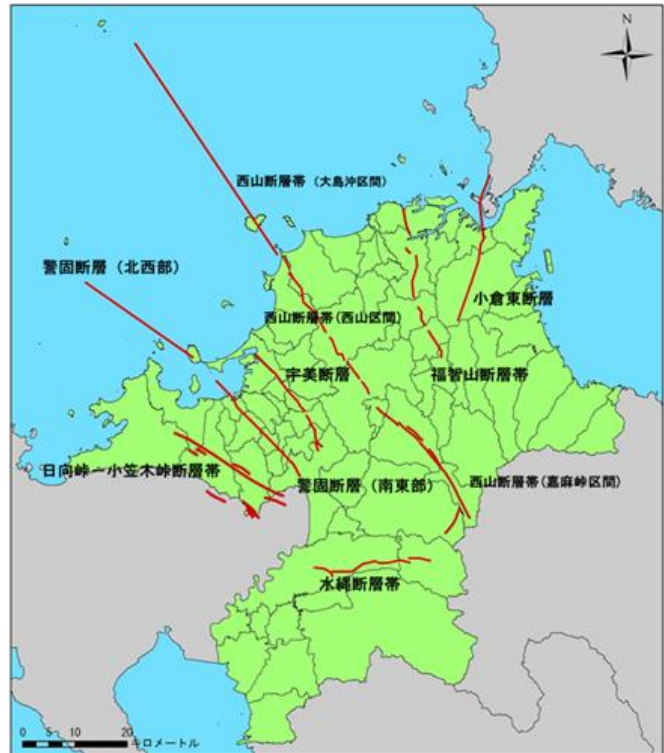 N
西山断層帯(大島沖区間)
警固断層(北西部)
小倉東断層
西山断層帯(西山区間)
宇美断層
福智山断層帯
日向峠ー小笠木峠断層帯
警固断層(南東部)
西山断層帯(嘉麻峠区間)
水縄断層帯
0 5 10 20
キロメートル